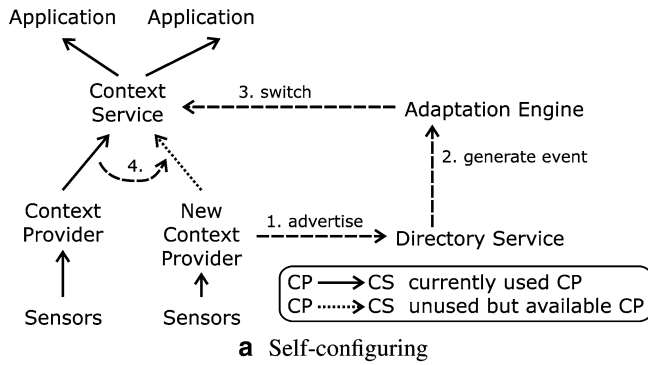 Application
Application
Context
Service
3. switch
Adaptation Engine
4.
2. generate event
Context
Provider
New
Context
Provider
1. advertise
Directory Service
CP CS currently used CP
CP CS unused but available CP
Sensors
Sensors
a Self-configuring